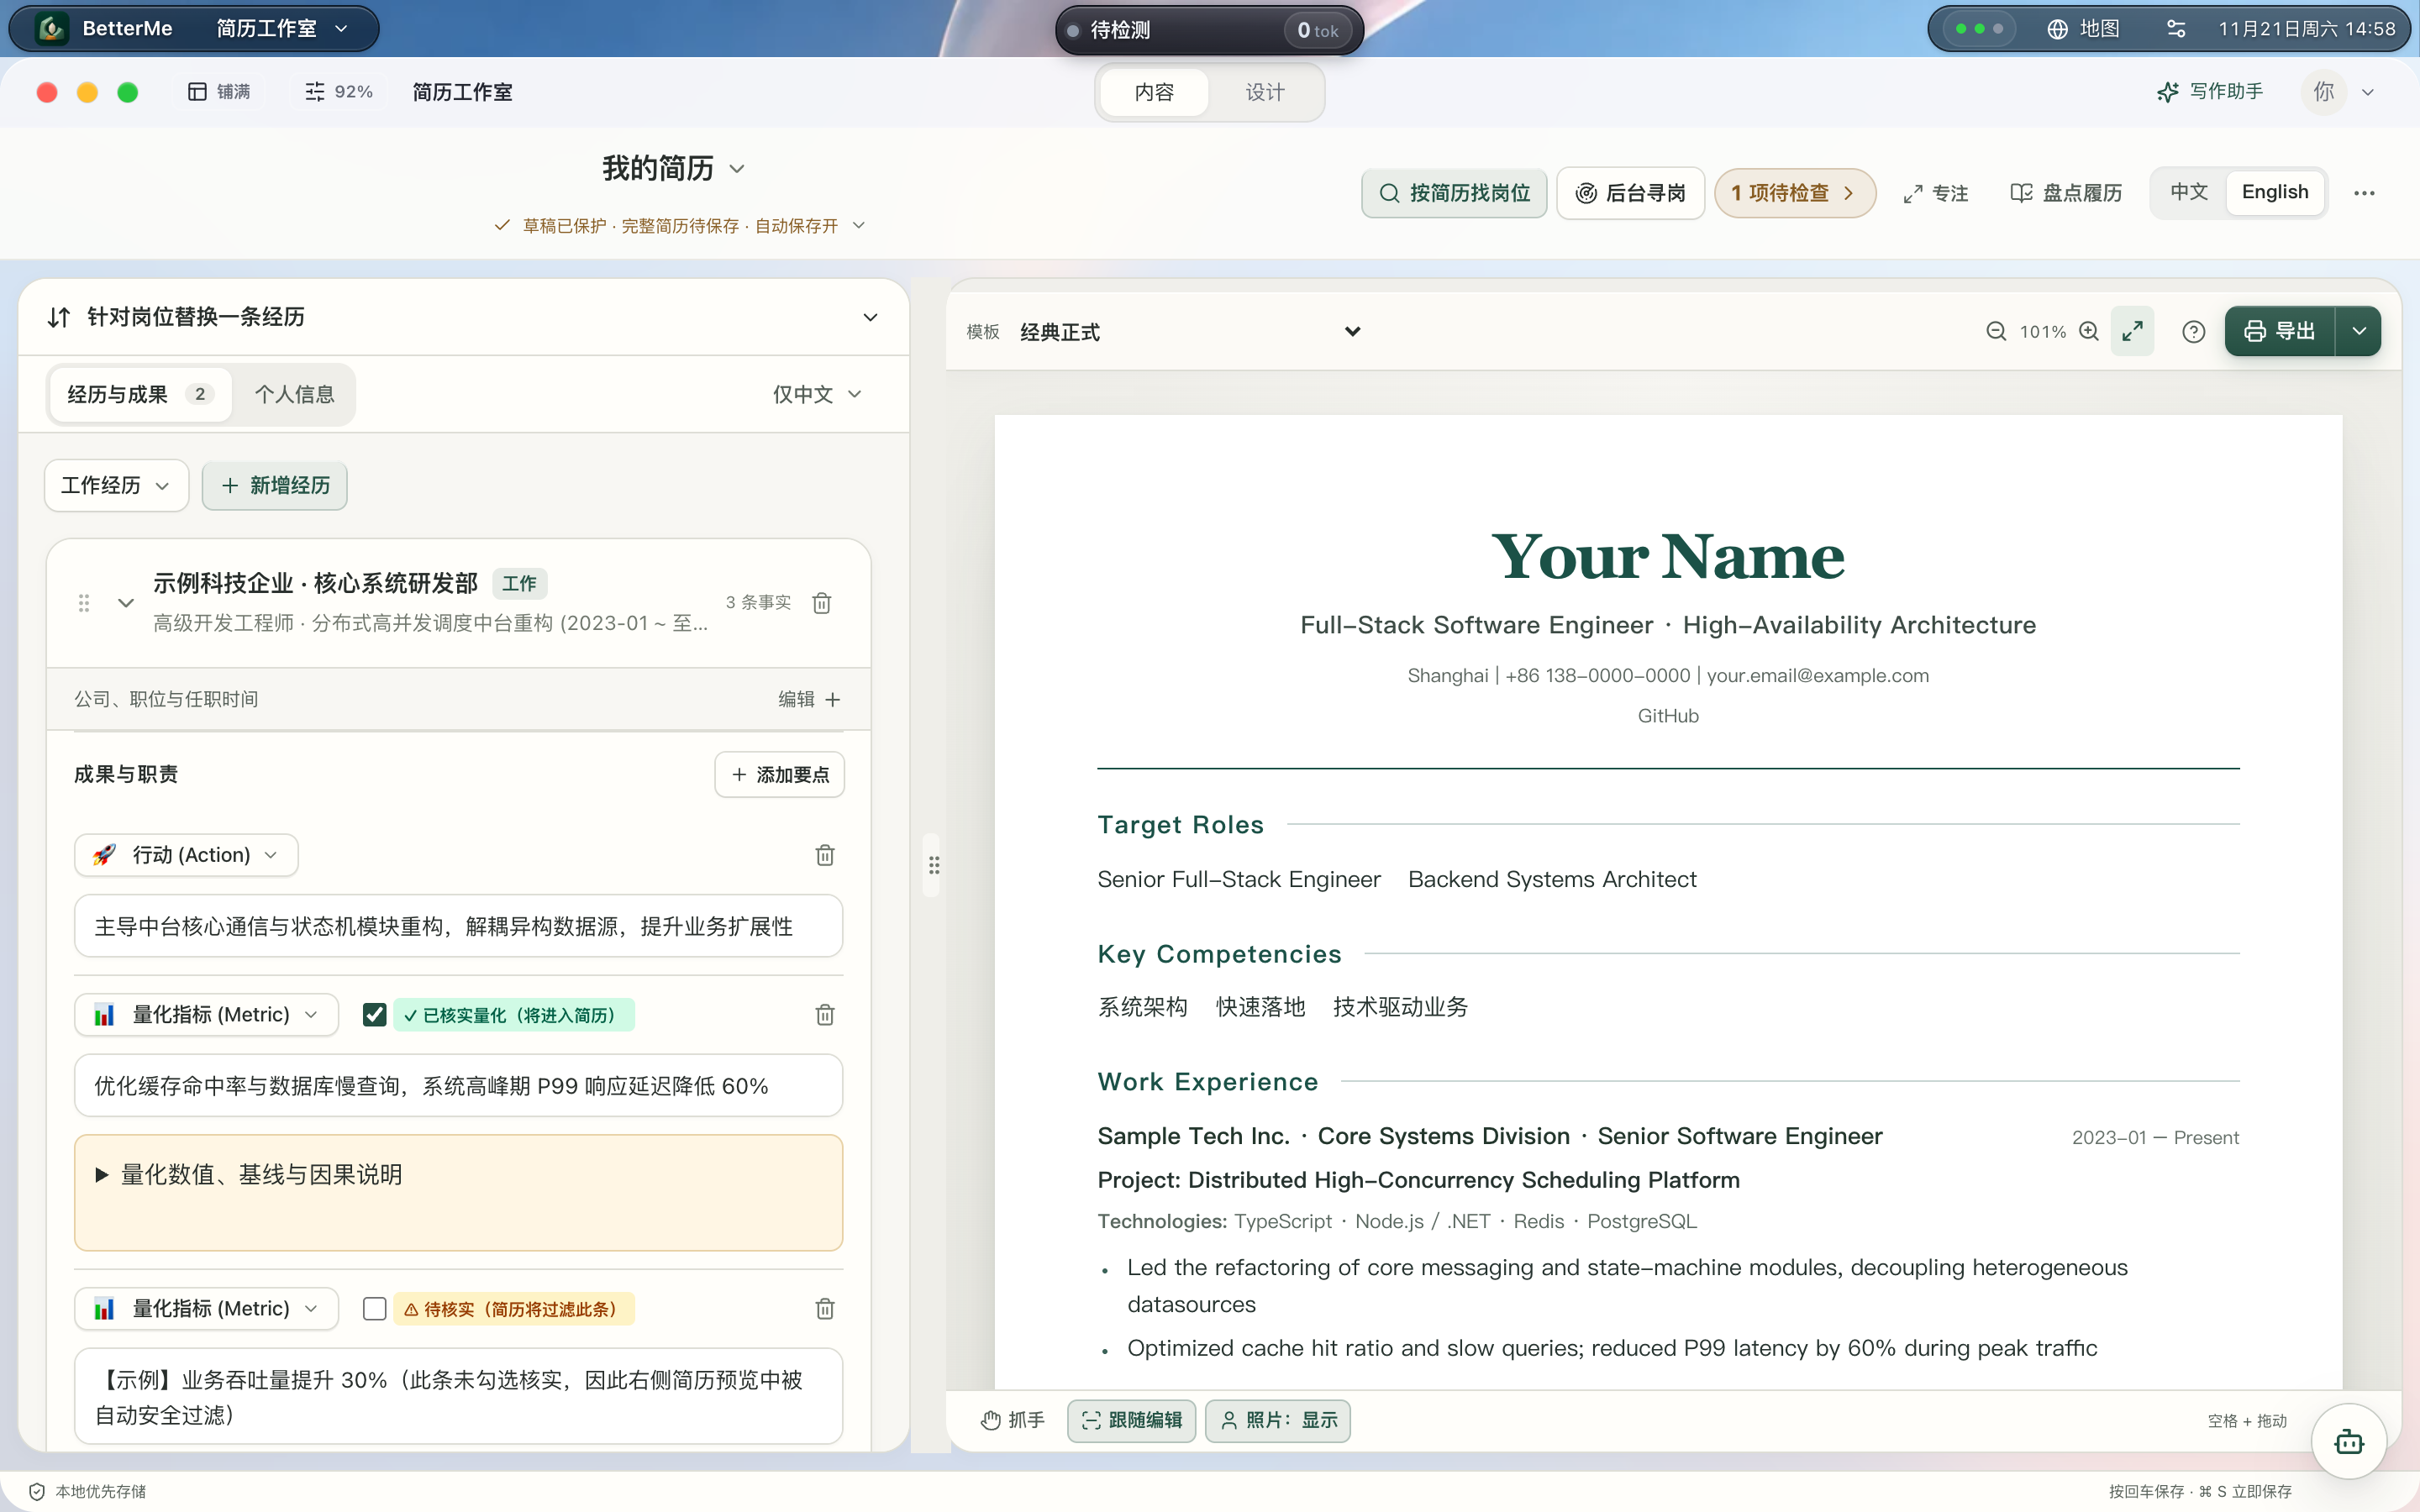 BetterMe 简历工作室
待检测 0 tok
地图 11月21日周六 14:58
铺满 92% 简历工作室
内容 设计
写作助手 你
我的简历
草稿已保护 · 完整简历待保存 · 自动保存开
按简历找岗位 后台寻岗 1 项待检查 专注 盘点履历 中文 English
针对岗位替换一条经历
经历与成果 2 个人信息 仅中文
工作经历 新增经历
示例科技企业 · 核心系统研发部 工作
高级开发工程师 · 分布式高并发调度中台重构 (2023-01 ~ 至...
3 条事实
公司、职位与任职时间 编辑
成果与职责 添加要点
行动 (Action)
主导中台核心通信与状态机模块重构，解耦异构数据源，提升业务扩展性
量化指标 (Metric) ✓ 已核实量化（将进入简历）
优化缓存命中率与数据库慢查询，系统高峰期 P99 响应延迟降低 60%
▶ 量化数值、基线与因果说明
量化指标 (Metric) ⚠ 待核实（简历将过滤此条）
【示例】业务吞吐量提升 30%（此条未勾选核实，因此右侧简历预览中被
自动安全过滤）
模板 经典正式
101% 导出
Your Name
Full-Stack Software Engineer · High-Availability Architecture
Shanghai | +86 138-0000-0000 | your.email@example.com
GitHub
Target Roles
Senior Full-Stack Engineer Backend Systems Architect
Key Competencies
系统架构 快速落地 技术驱动业务
Work Experience
Sample Tech Inc. · Core Systems Division · Senior Software Engineer 2023-01 — Present
Project: Distributed High-Concurrency Scheduling Platform
Technologies: TypeScript · Node.js / .NET · Redis · PostgreSQL
• Led the refactoring of core messaging and state-machine modules, decoupling heterogeneous
datasources
• Optimized cache hit ratio and slow queries; reduced P99 latency by 60% during peak traffic
抓手 跟随编辑 照片：显示 空格 + 拖动
本地优先存储 按回车保存 · ⌘ S 立即保存